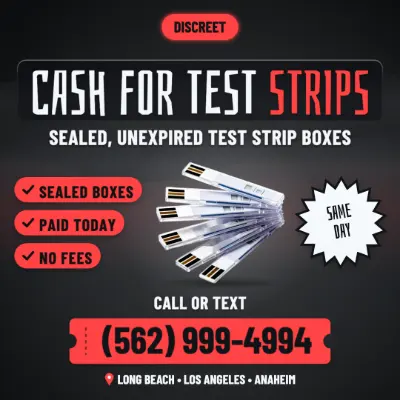 DISCREET
CASH FOR TEST STRIPS
SEALED, UNEXPIRED TEST STRIP BOXES
SEALED BOXES
PAID TODAY
NO FEES
SAME
DAY
CALL OR TEXT
(562) 999-4994
LONG BEACH • LOS ANGELES • ANAHEIM